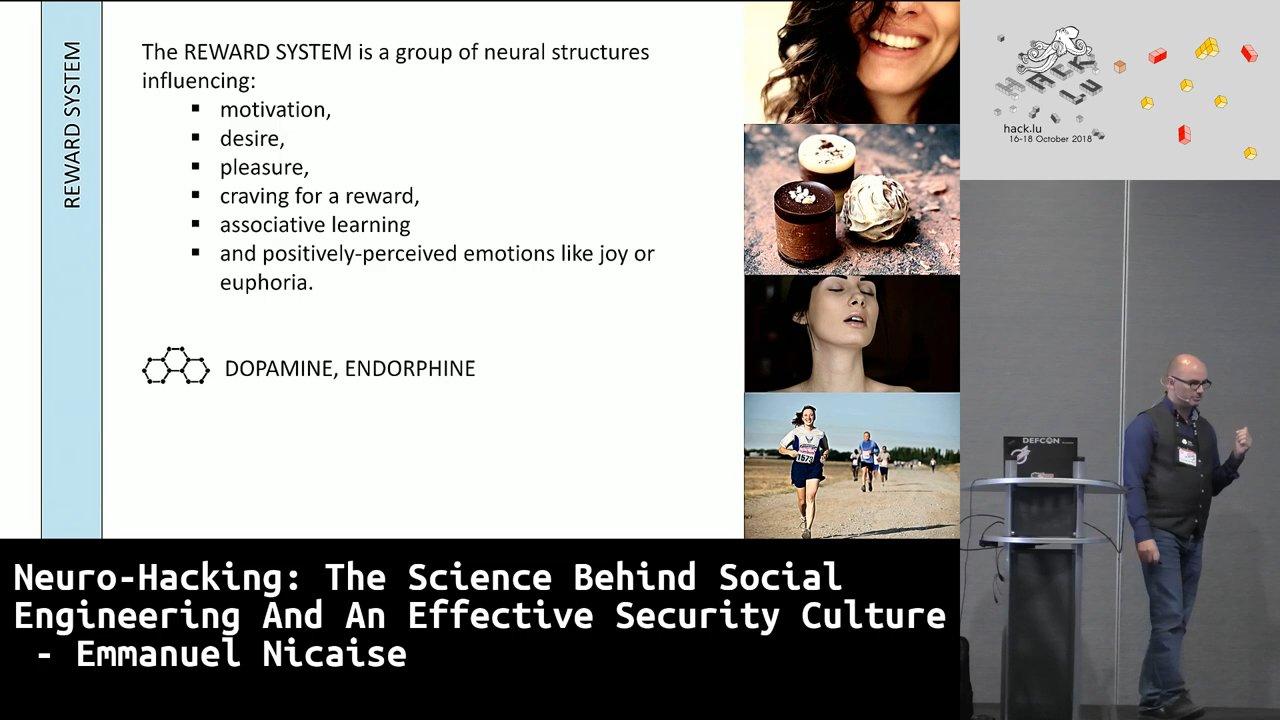 REWARD SYSTEM
The REWARD SYSTEM is a group of neural structures
influencing:
▪ motivation,
▪ desire,
▪ pleasure,
▪ craving for a reward,
▪ associative learning
▪ and positively-perceived emotions like joy or
euphoria.
DOPAMINE, ENDORPHINE
1573
HACK
LU
hack.lu
16-18 October 2018
DEFCON
Neuro-Hacking: The Science Behind Social
Engineering And An Effective Security Culture
- Emmanuel Nicaise